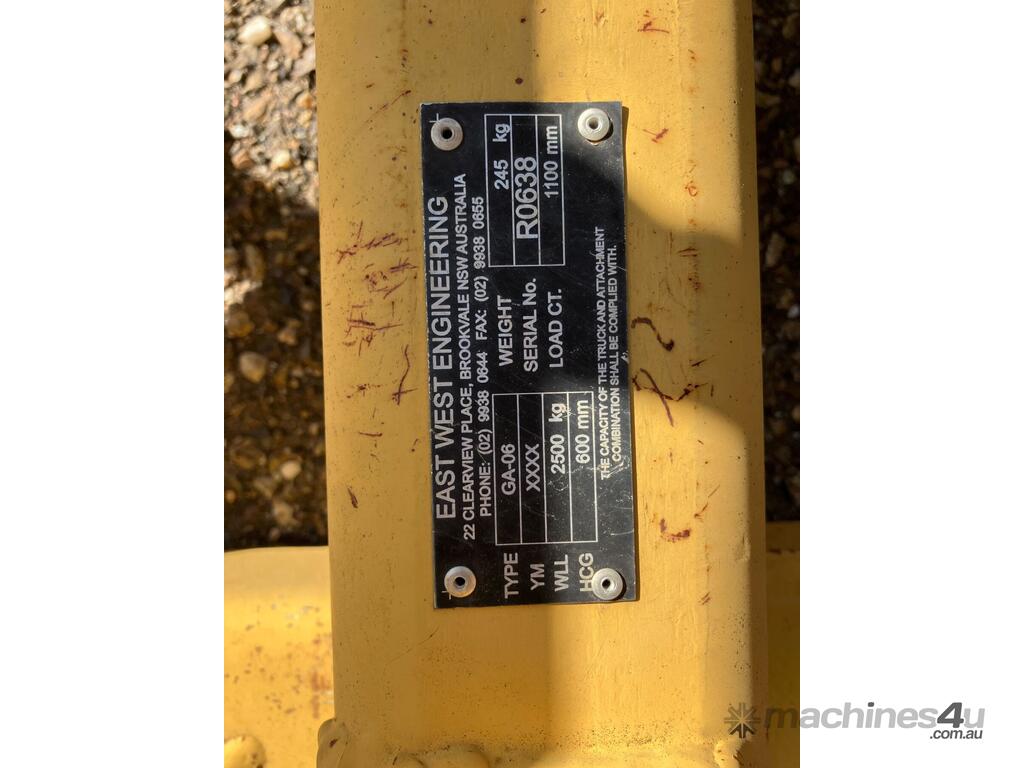 EAST WEST ENGINEERING
22 CLEARVIEW PLACE, BROOKVALE NSW AUSTRALIA
PHONE: (02) 9938 0644 FAX: (02) 9938 0655
TYPE GA-06 WEIGHT 245 kg
YM XXXX SERIAL No. R0638
WLL 2500 kg LOAD CT. 1100 mm
HCG 600 mm
THE CAPACITY OF THE TRUCK AND ATTACHMENT
COMBINATION SHALL BE COMPLIED WITH.
machines4u
.com.au